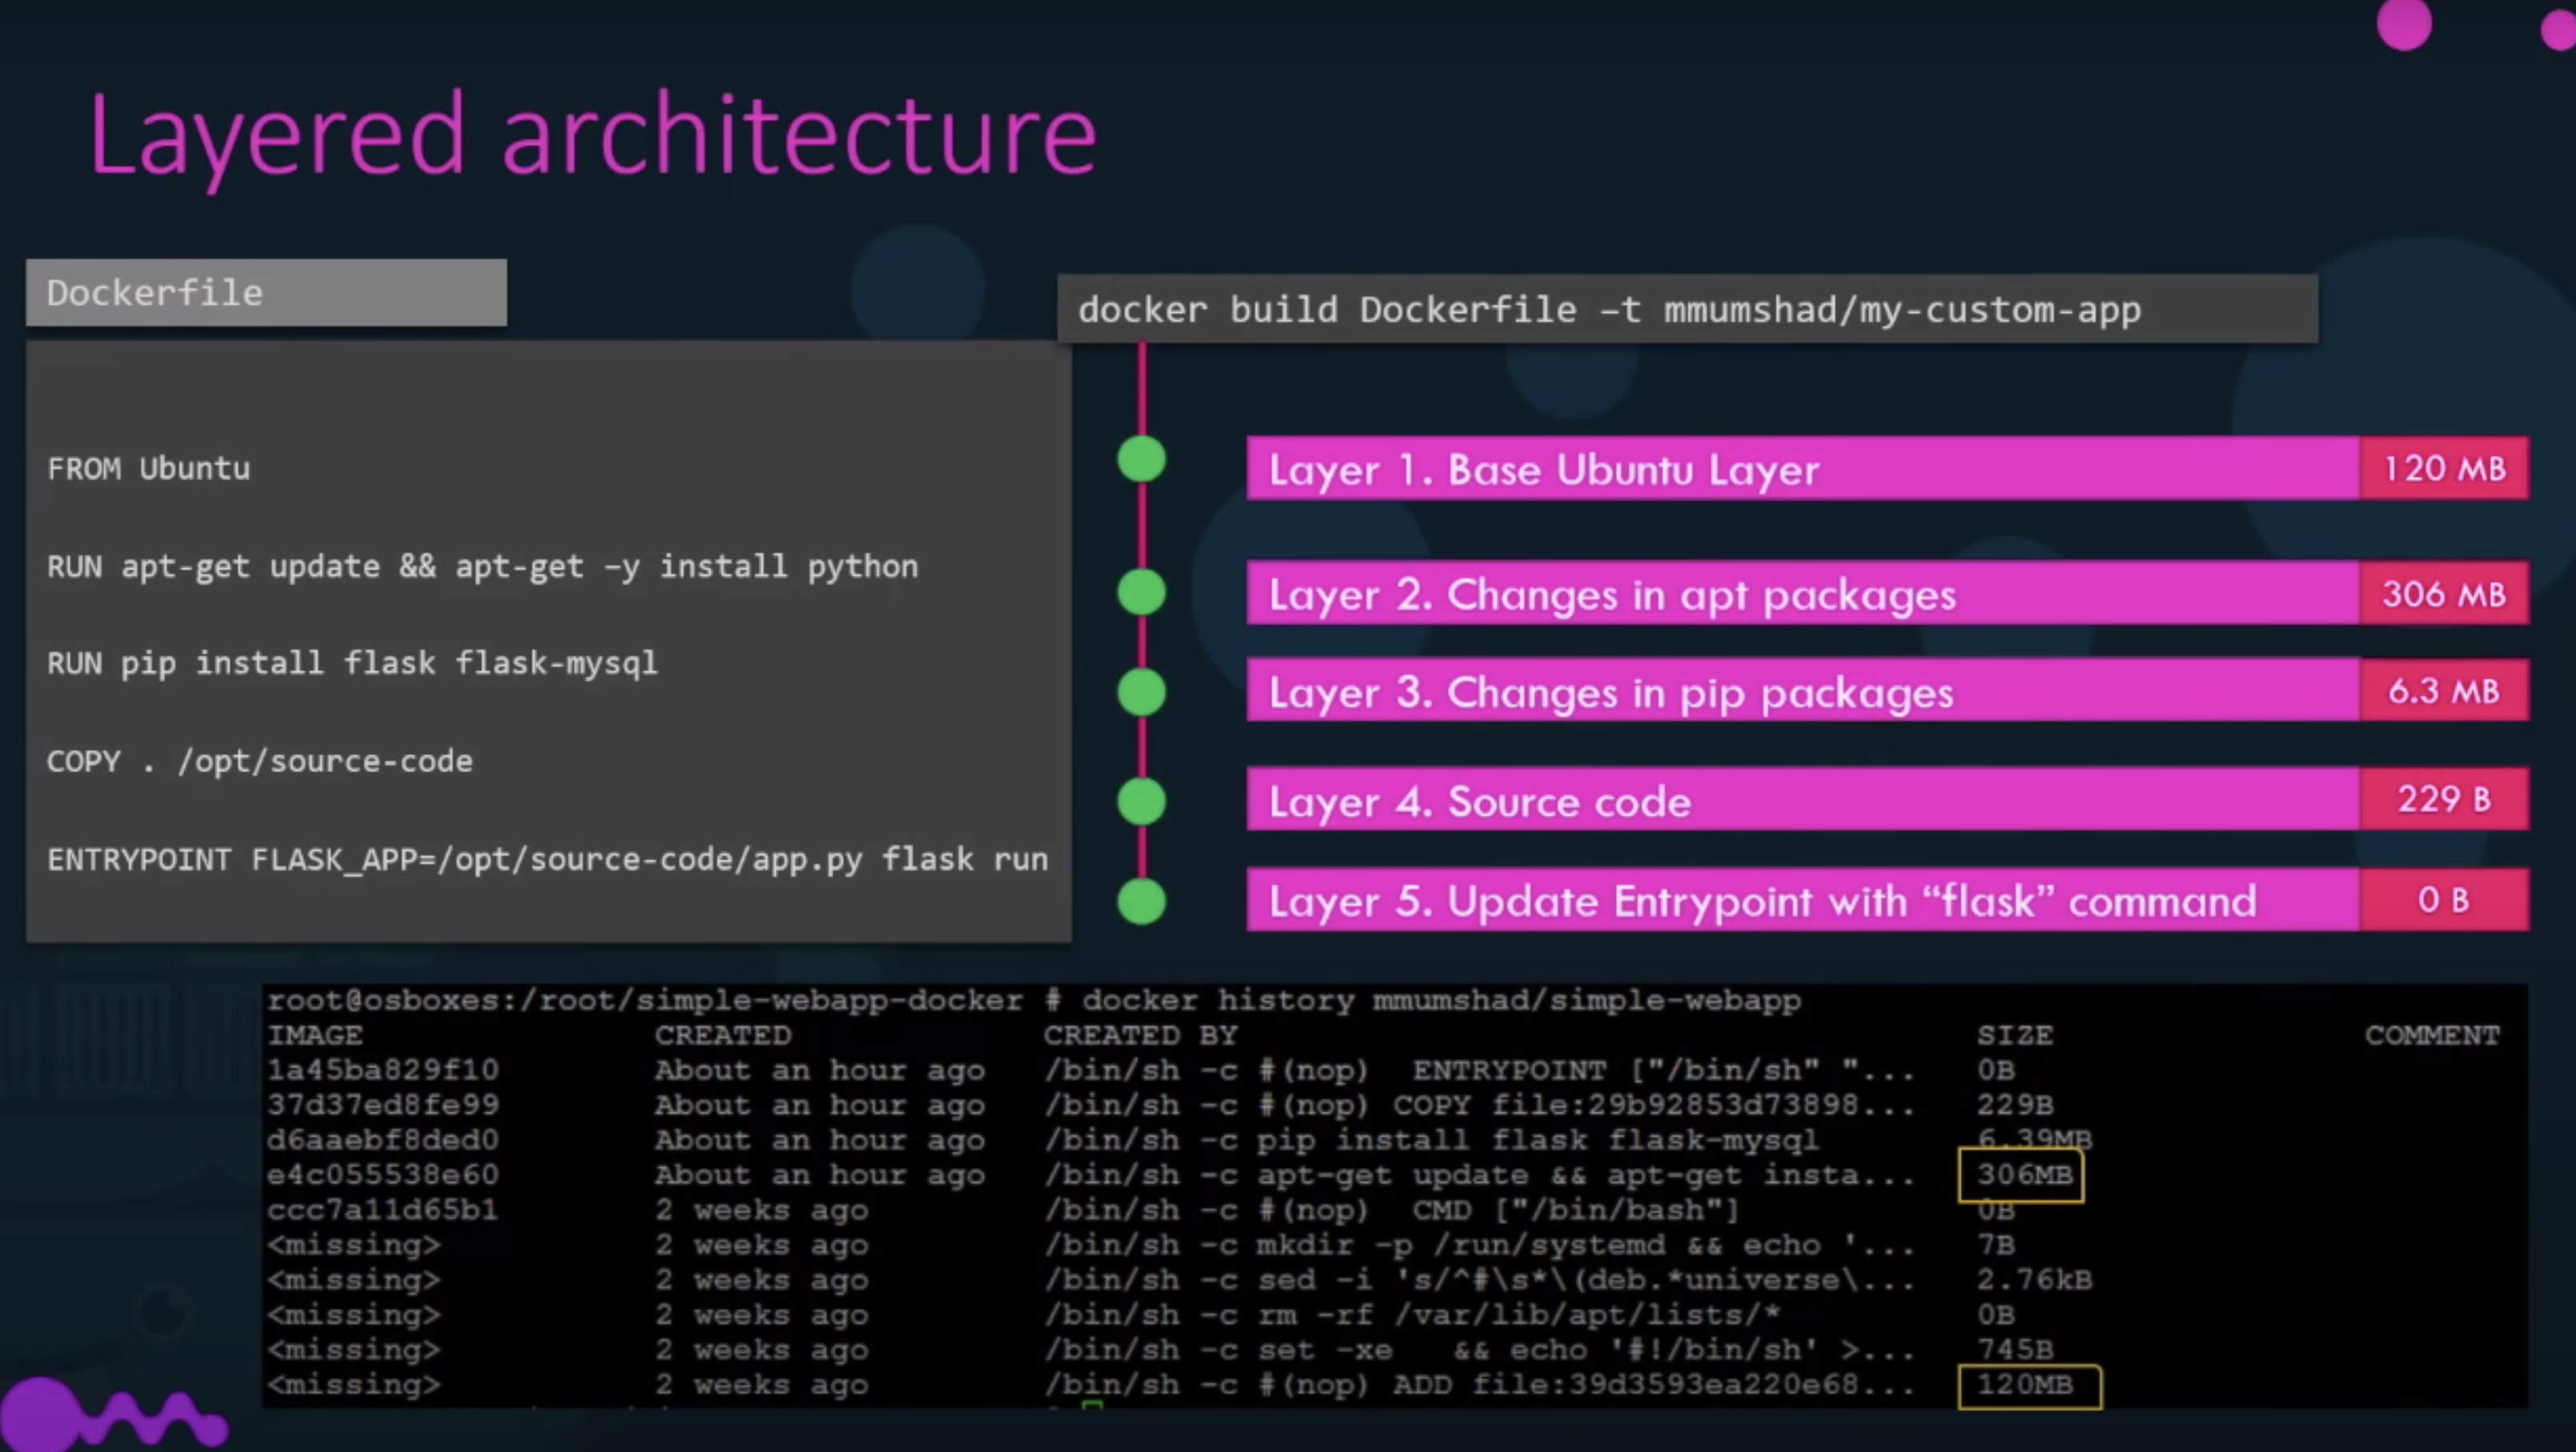 Layered architecture
Dockerfile
FROM Ubuntu
RUN apt-get update && apt-get –y install python
RUN pip install flask flask-mysql
COPY . /opt/source-code
ENTRYPOINT FLASK_APP=/opt/source-code/app.py flask run
docker build Dockerfile –t mmumshad/my-custom-app
Layer 1. Base Ubuntu Layer 120 MB
Layer 2. Changes in apt packages 306 MB
Layer 3. Changes in pip packages 6.3 MB
Layer 4. Source code 229 B
Layer 5. Update Entrypoint with “flask” command 0 B
root@osboxes:/root/simple-webapp-docker # docker history mmumshad/simple-webapp
IMAGE CREATED CREATED BY SIZE COMMENT
1a45ba829f10 About an hour ago /bin/sh -c #(nop)  ENTRYPOINT ["/bin/sh" "... 0B
37d37ed8fe99 About an hour ago /bin/sh -c #(nop) COPY file:29b92853d73898... 229B
d6aaebf8ded0 About an hour ago /bin/sh -c pip install flask flask-mysql 6.39MB
e4c055538e60 About an hour ago /bin/sh -c apt-get update && apt-get insta... 306MB
ccc7a11d65b1 2 weeks ago /bin/sh -c #(nop)  CMD ["/bin/bash"] 0B
<missing> 2 weeks ago /bin/sh -c mkdir -p /run/systemd && echo '... 7B
<missing> 2 weeks ago /bin/sh -c sed -i 's/^#\s*\(deb.*universe\... 2.76kB
<missing> 2 weeks ago /bin/sh -c rm -rf /var/lib/apt/lists/* 0B
<missing> 2 weeks ago /bin/sh -c set -xe   && echo '#!/bin/sh' >... 745B
<missing> 2 weeks ago /bin/sh -c #(nop) ADD file:39d3593ea220e68... 120MB